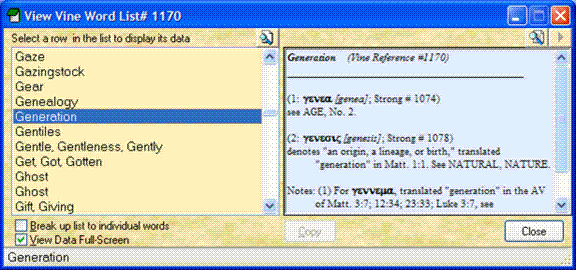 View Vine Word List# 1170
Select a row in the list to display its data
Gaze
Gazingstock
Gear
Genealogy
Generation
Gentiles
Gentle, Gentleness, Gently
Get, Got, Gotten
Ghost
Ghost
Gift, Giving
Break up list to individual words
View Data Full-Screen
Generation (Vine Reference #1170)
(1: γενεα [genea]; Strong # 1074)
see AGE, No. 2.
(2: γενεσις [genesis]; Strong # 1078)
denotes "an origin, a lineage, or birth," translated
"generation" in Matt. 1:1. See NATURAL, NATURE.
Notes: (1) For γεννεμα, translated "generation" in the AV
of Matt. 3:7; 12:34; 23:33; Luke 3:7, see
Copy
Close
Generation